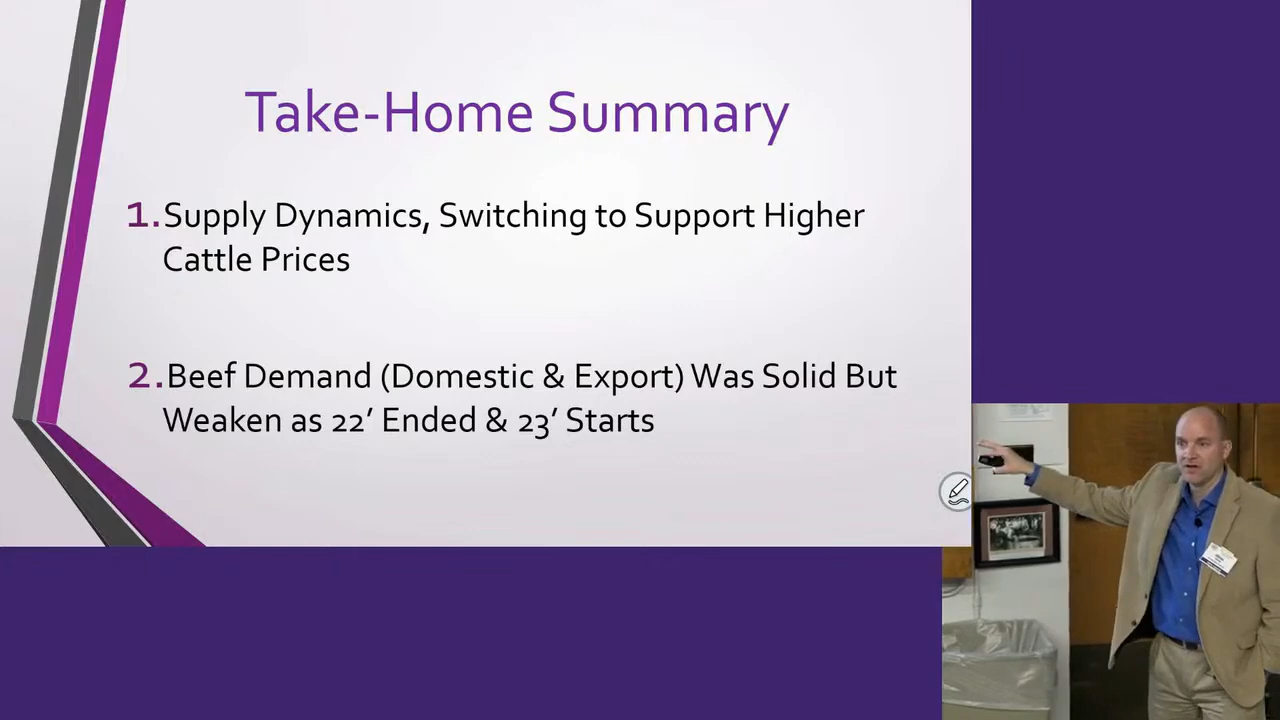 Take-Home Summary
1. Supply Dynamics, Switching to Support Higher
Cattle Prices
2. Beef Demand (Domestic & Export) Was Solid But
Weaken as 22’ Ended & 23’ Starts